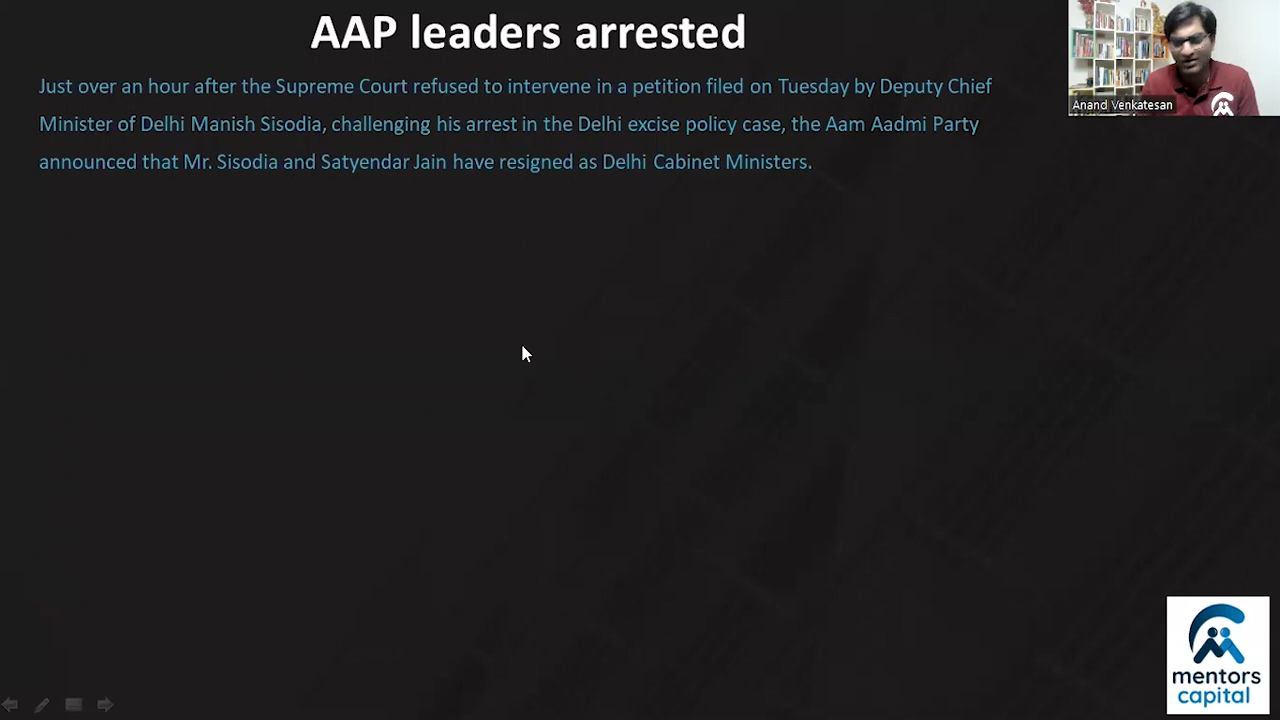 AAP leaders arrested
Just over an hour after the Supreme Court refused to intervene in a petition filed on Tuesday by Deputy Chief
Minister of Delhi Manish Sisodia, challenging his arrest in the Delhi excise policy case, the Aam Aadmi Party
announced that Mr. Sisodia and Satyendar Jain have resigned as Delhi Cabinet Ministers.
Anand Venkatesan
mentors
capital